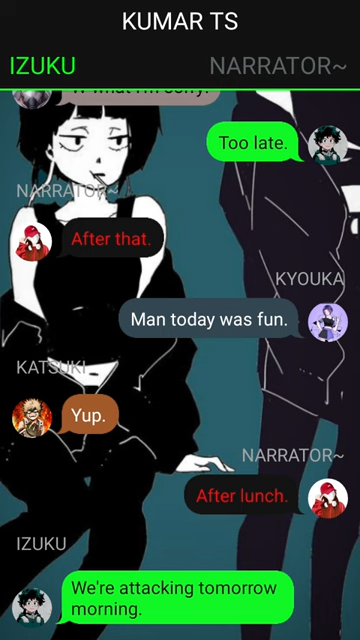 KUMAR TS
IZUKU
NARRATOR~
Too late.
NARRATOR~
After that.
KYOUKA
Man today was fun.
KATSUKI
Yup.
NARRATOR~
After lunch.
IZUKU
We're attacking tomorrow
morning.